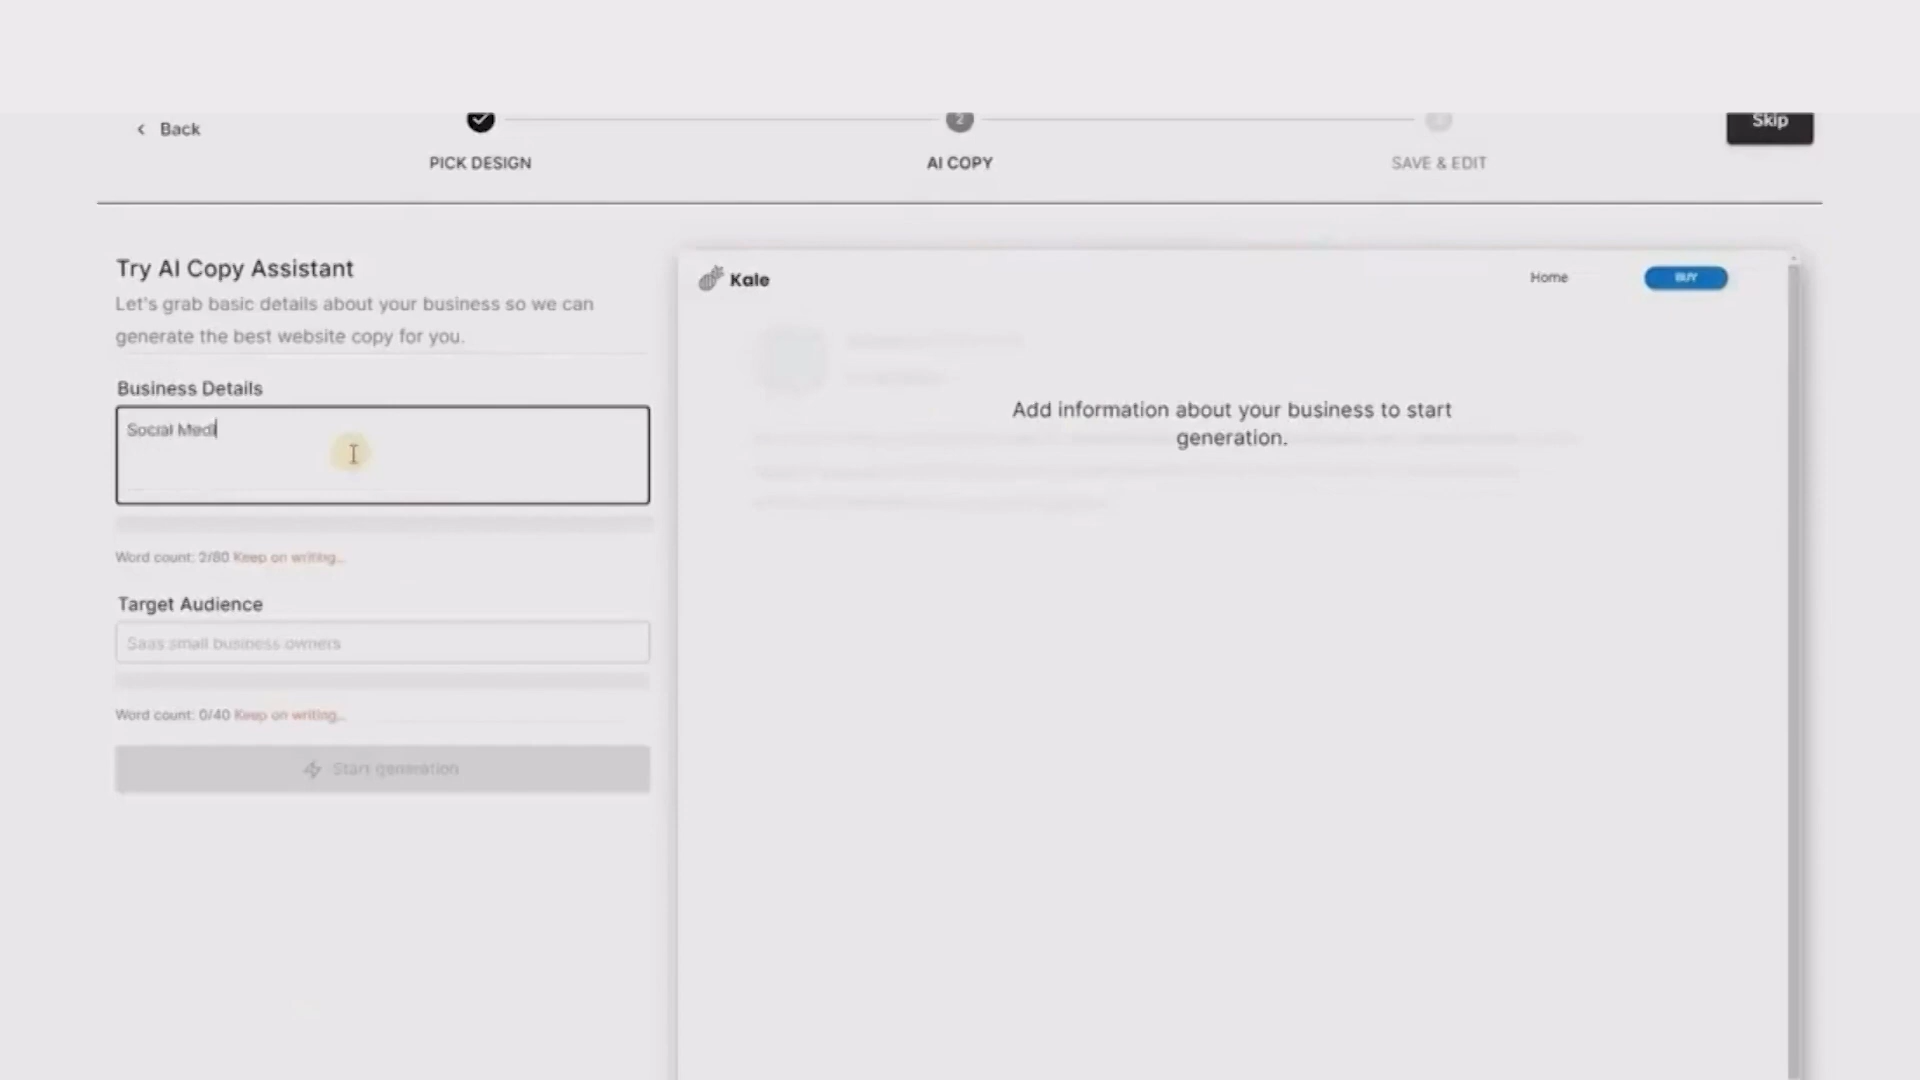 Back
2
Skip
PICK DESIGN
AI COPY
SAVE & EDIT
Try AI Copy Assistant
Let's grab basic details about your business so we can
generate the best website copy for you.
Business Details
Social Medi
Word count: 2/80 Keep on writing...
Target Audience
Saas small business owners
Word count: 0/40 Keep on writing...
Start generation
Kale
Home
BUY
Add information about your business to start
generation.